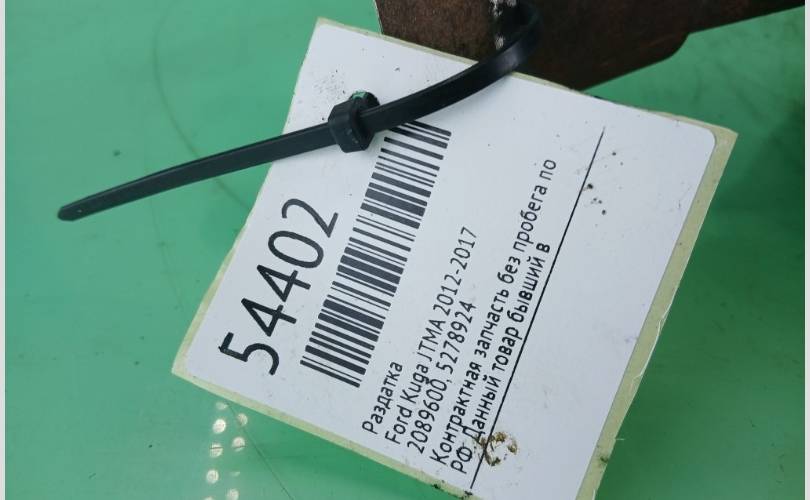 54402
Раздатка
Ford Kuga JTMA 2012-2017
2089600, 5278924
Контрактная запчасть без пробега по
РФ. Данный товар бывший в